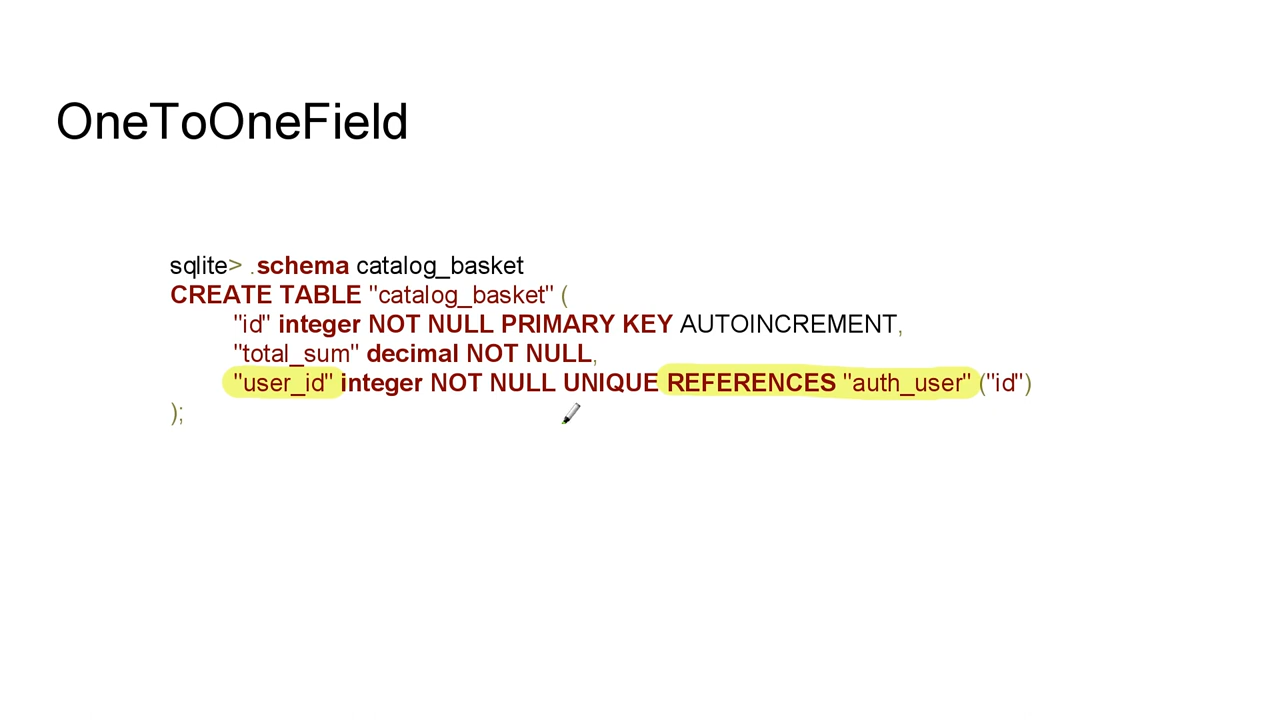 OneToOneField
sqlite> .schema catalog_basket
CREATE TABLE "catalog_basket" (
"id" integer NOT NULL PRIMARY KEY AUTOINCREMENT,
"total_sum" decimal NOT NULL,
"user_id" integer NOT NULL UNIQUE REFERENCES "auth_user" ("id")
);